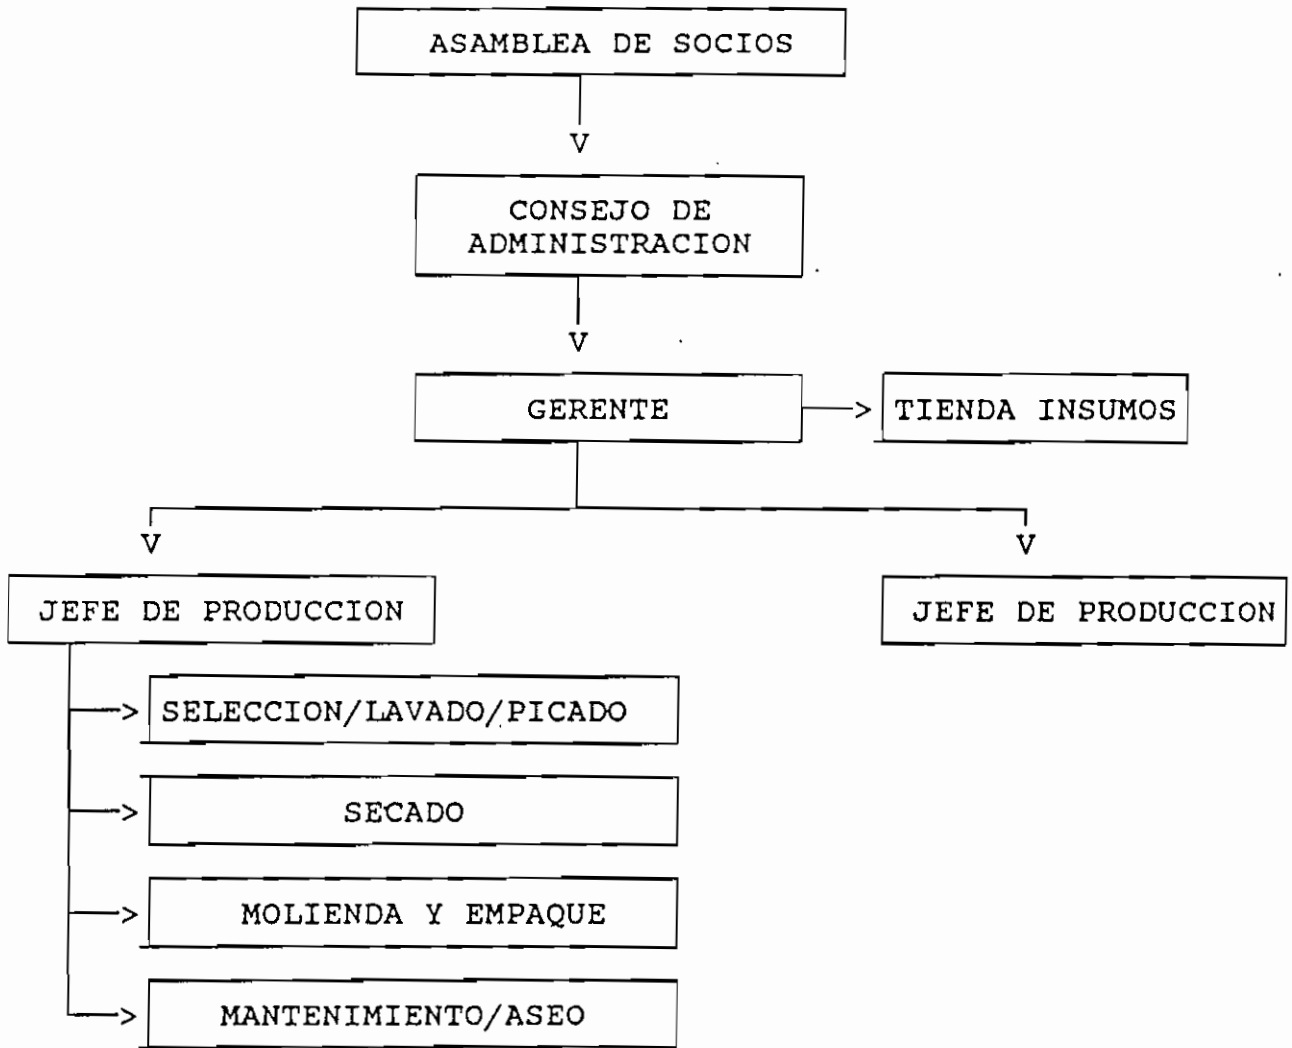 ASAMBLEA DE SOCIOS
V
CONSEJO DE
ADMINISTRACION
V
GERENTE
> TIENDA INSUMOS
V
V
JEFE DE PRODUCCION
JEFE DE PRODUCCION
> SELECCION/LAVADO/PICADO
> SECADO
> MOLIENDA Y EMPAQUE
> MANTENIMIENTO/ASEO